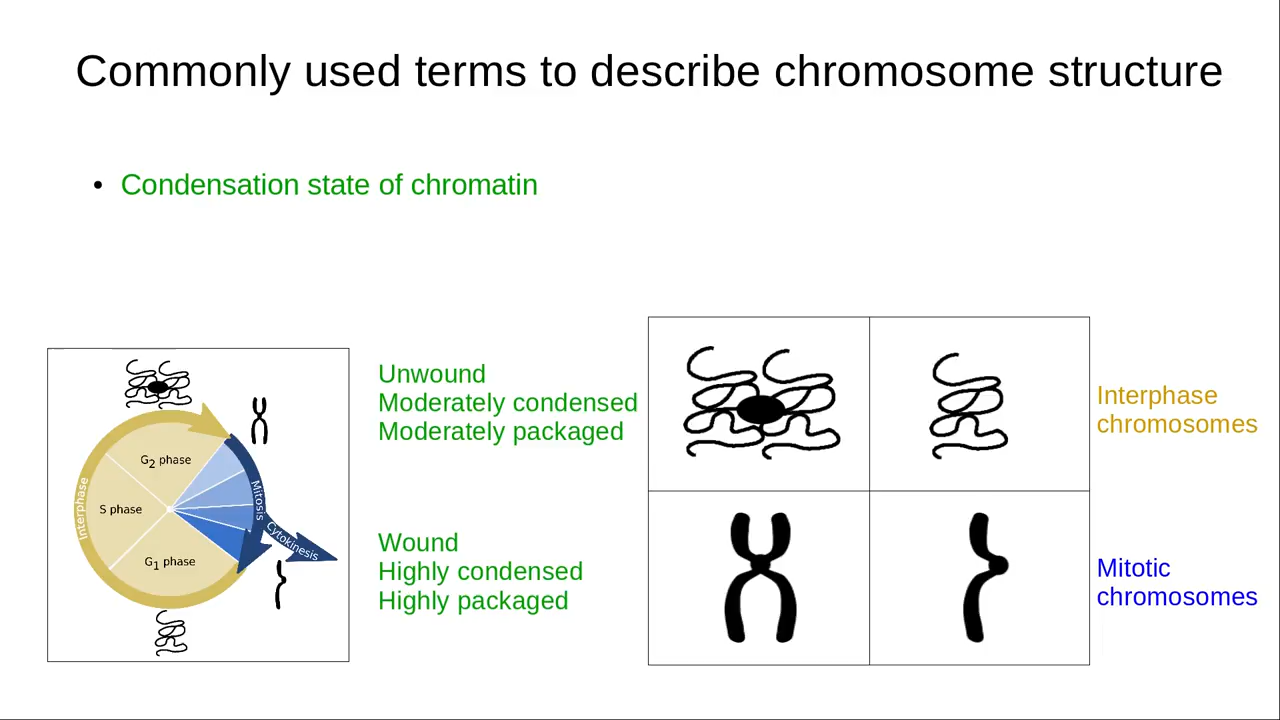 Commonly used terms to describe chromosome structure
• Condensation state of chromatin
Interphase
G2 phase
S phase
G1 phase
Mitosis
Cytokinesis
Unwound
Moderately condensed
Moderately packaged
Wound
Highly condensed
Highly packaged
Interphase
chromosomes
Mitotic
chromosomes